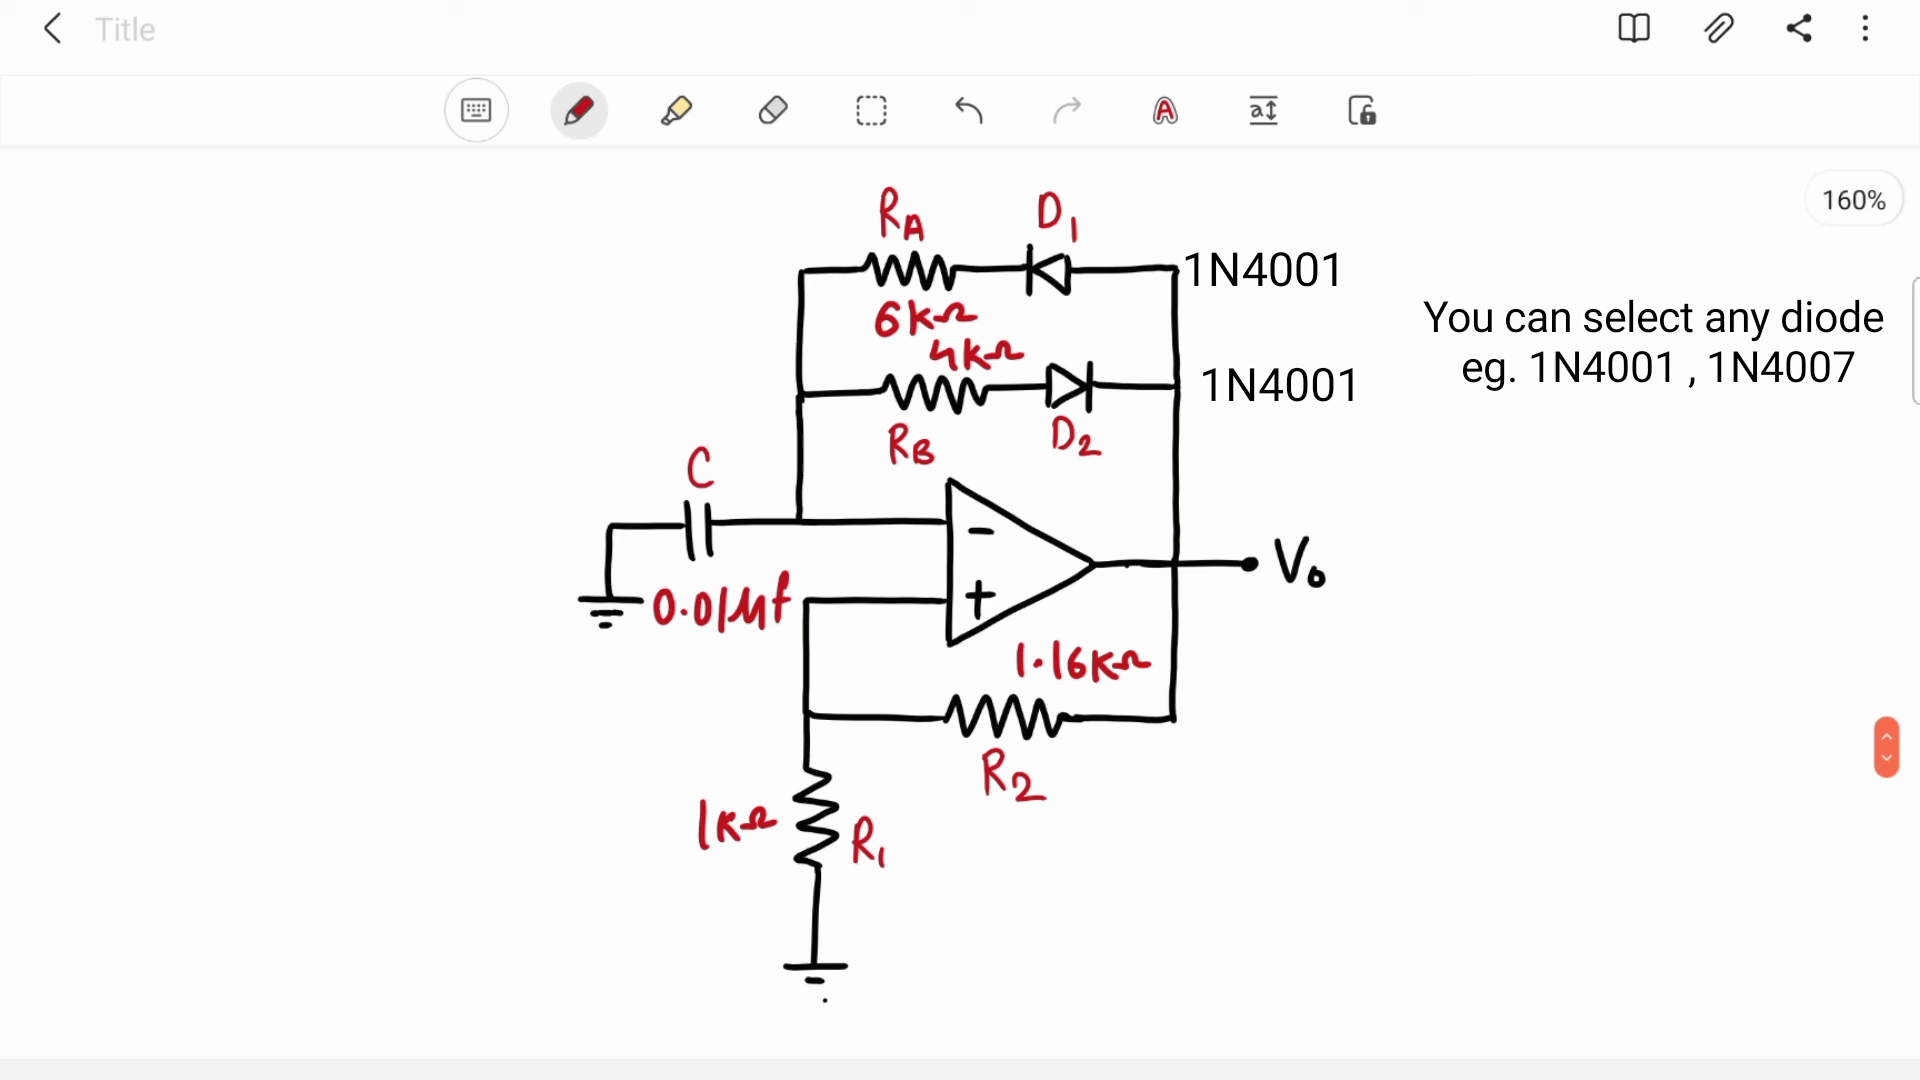 Title
160%
RA
D1
1N4001
6KΩ
You can select any diode
eg. 1N4001 , 1N4007
4KΩ
1N4001
RB
D2
C
-
Vo
0.01μf
+
1.16KΩ
R2
1KΩ
R1